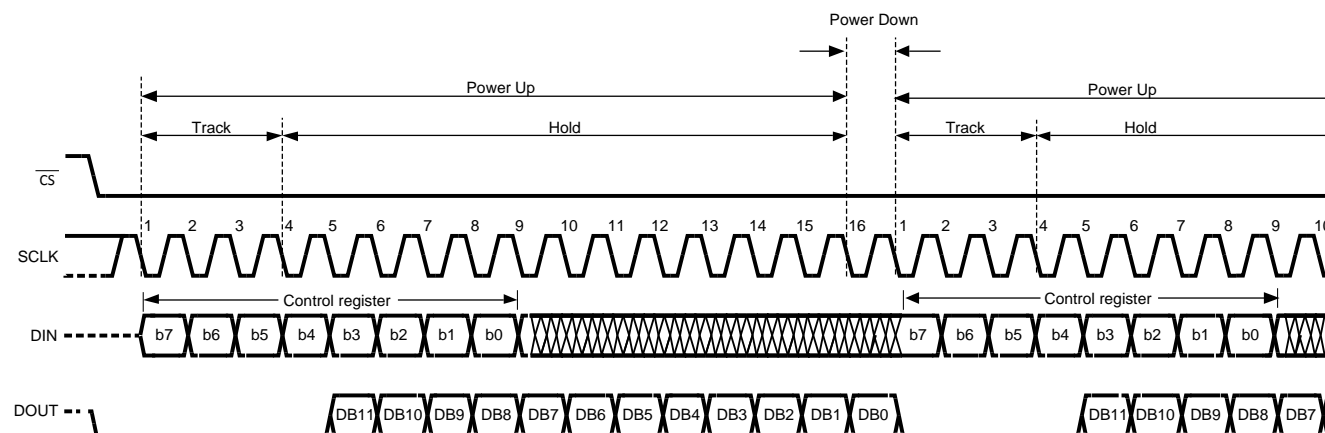 Power Down
Power Up Power Up
Track Hold Track Hold
CS
1 2 3 4 5 6 7 8 9 10 11 12 13 14 15 16 1 2 3 4 5 6 7 8 9 10
SCLK
Control register Control register
DIN b7 b6 b5 b4 b3 b2 b1 b0 b7 b6 b5 b4 b3 b2 b1 b0
DOUT DB11 DB10 DB9 DB8 DB7 DB6 DB5 DB4 DB3 DB2 DB1 DB0 DB11 DB10 DB9 DB8 DB7